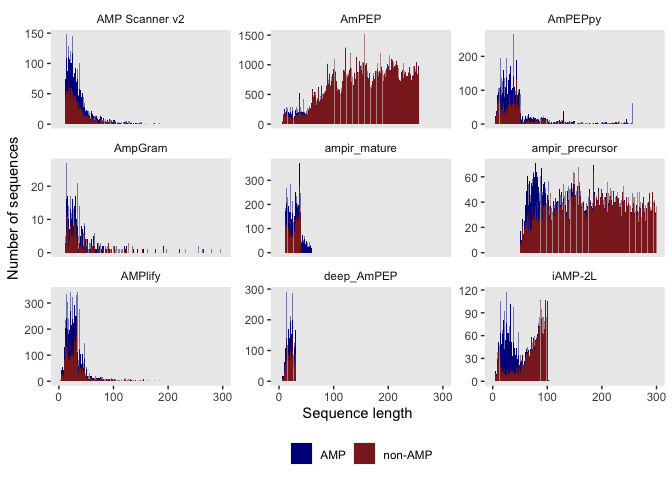 AMP Scanner v2
AmPEP
AmPEPpy
150
100
50
0
1500
1000
500
0
200
100
0
AmpGram
ampir_mature
ampir_precursor
20
10
0
300
200
100
0
60
40
20
0
AMPlify
deep_AmPEP
iAMP-2L
300
200
100
0
300
200
100
0
120
90
60
30
0
0 100 200 300
0 100 200 300
0 100 200 300
Number of sequences
Sequence length
AMP
non-AMP